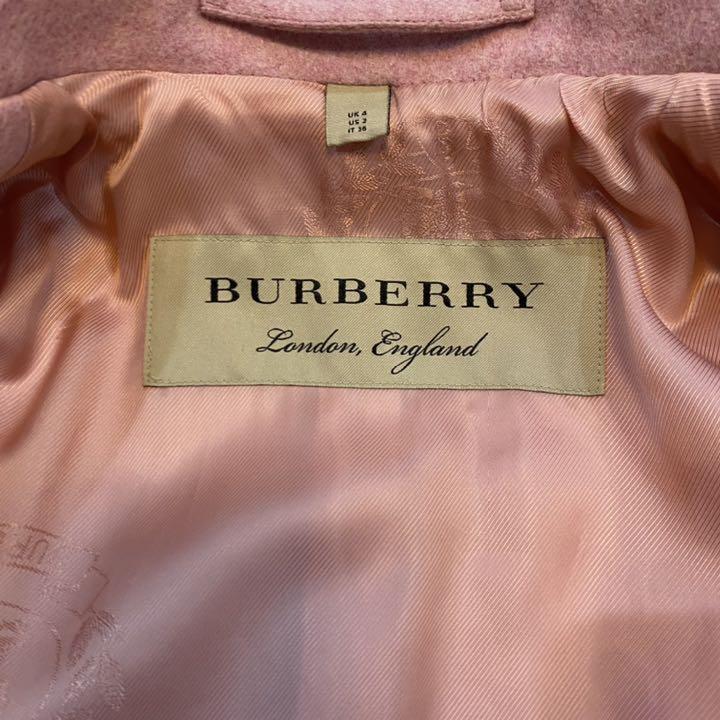 UK 4
US 2
IT 36
BURBERRY
London, England